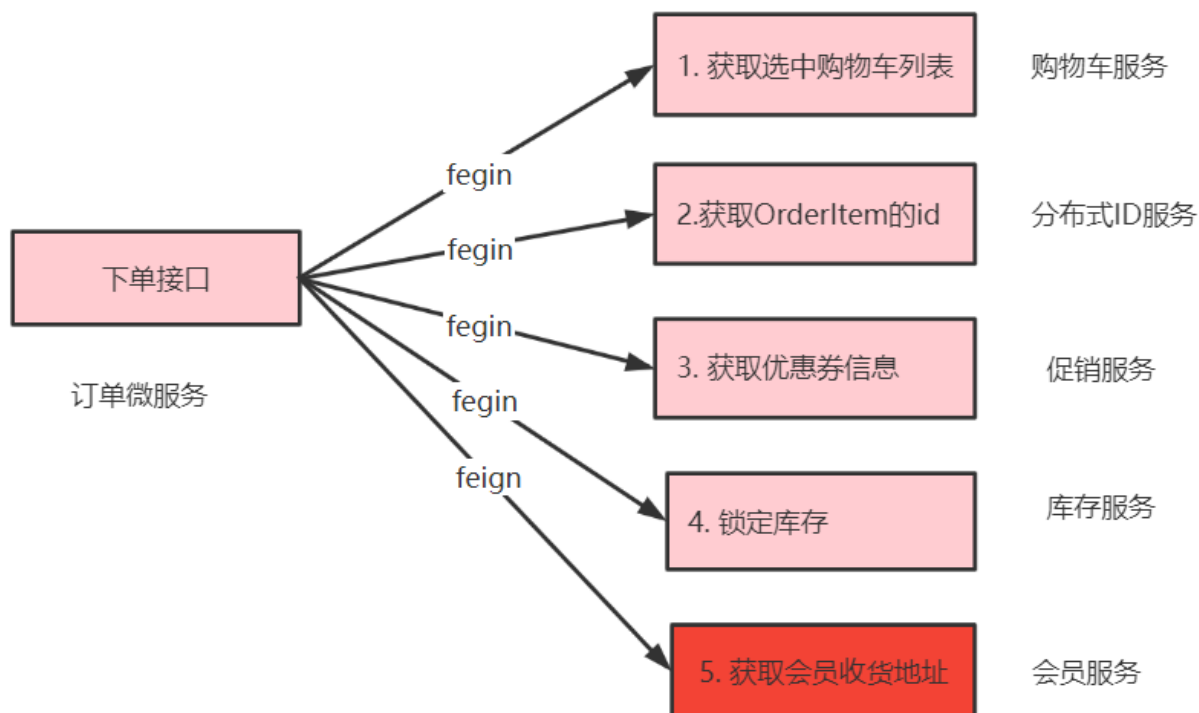 1. 获取选中购物车列表
购物车服务
fegin
2.获取OrderItem的id
分布式ID服务
fegin
下单接口
fegin
3. 获取优惠券信息
促销服务
订单微服务
fegin
feign
4. 锁定库存
库存服务
5. 获取会员收货地址
会员服务